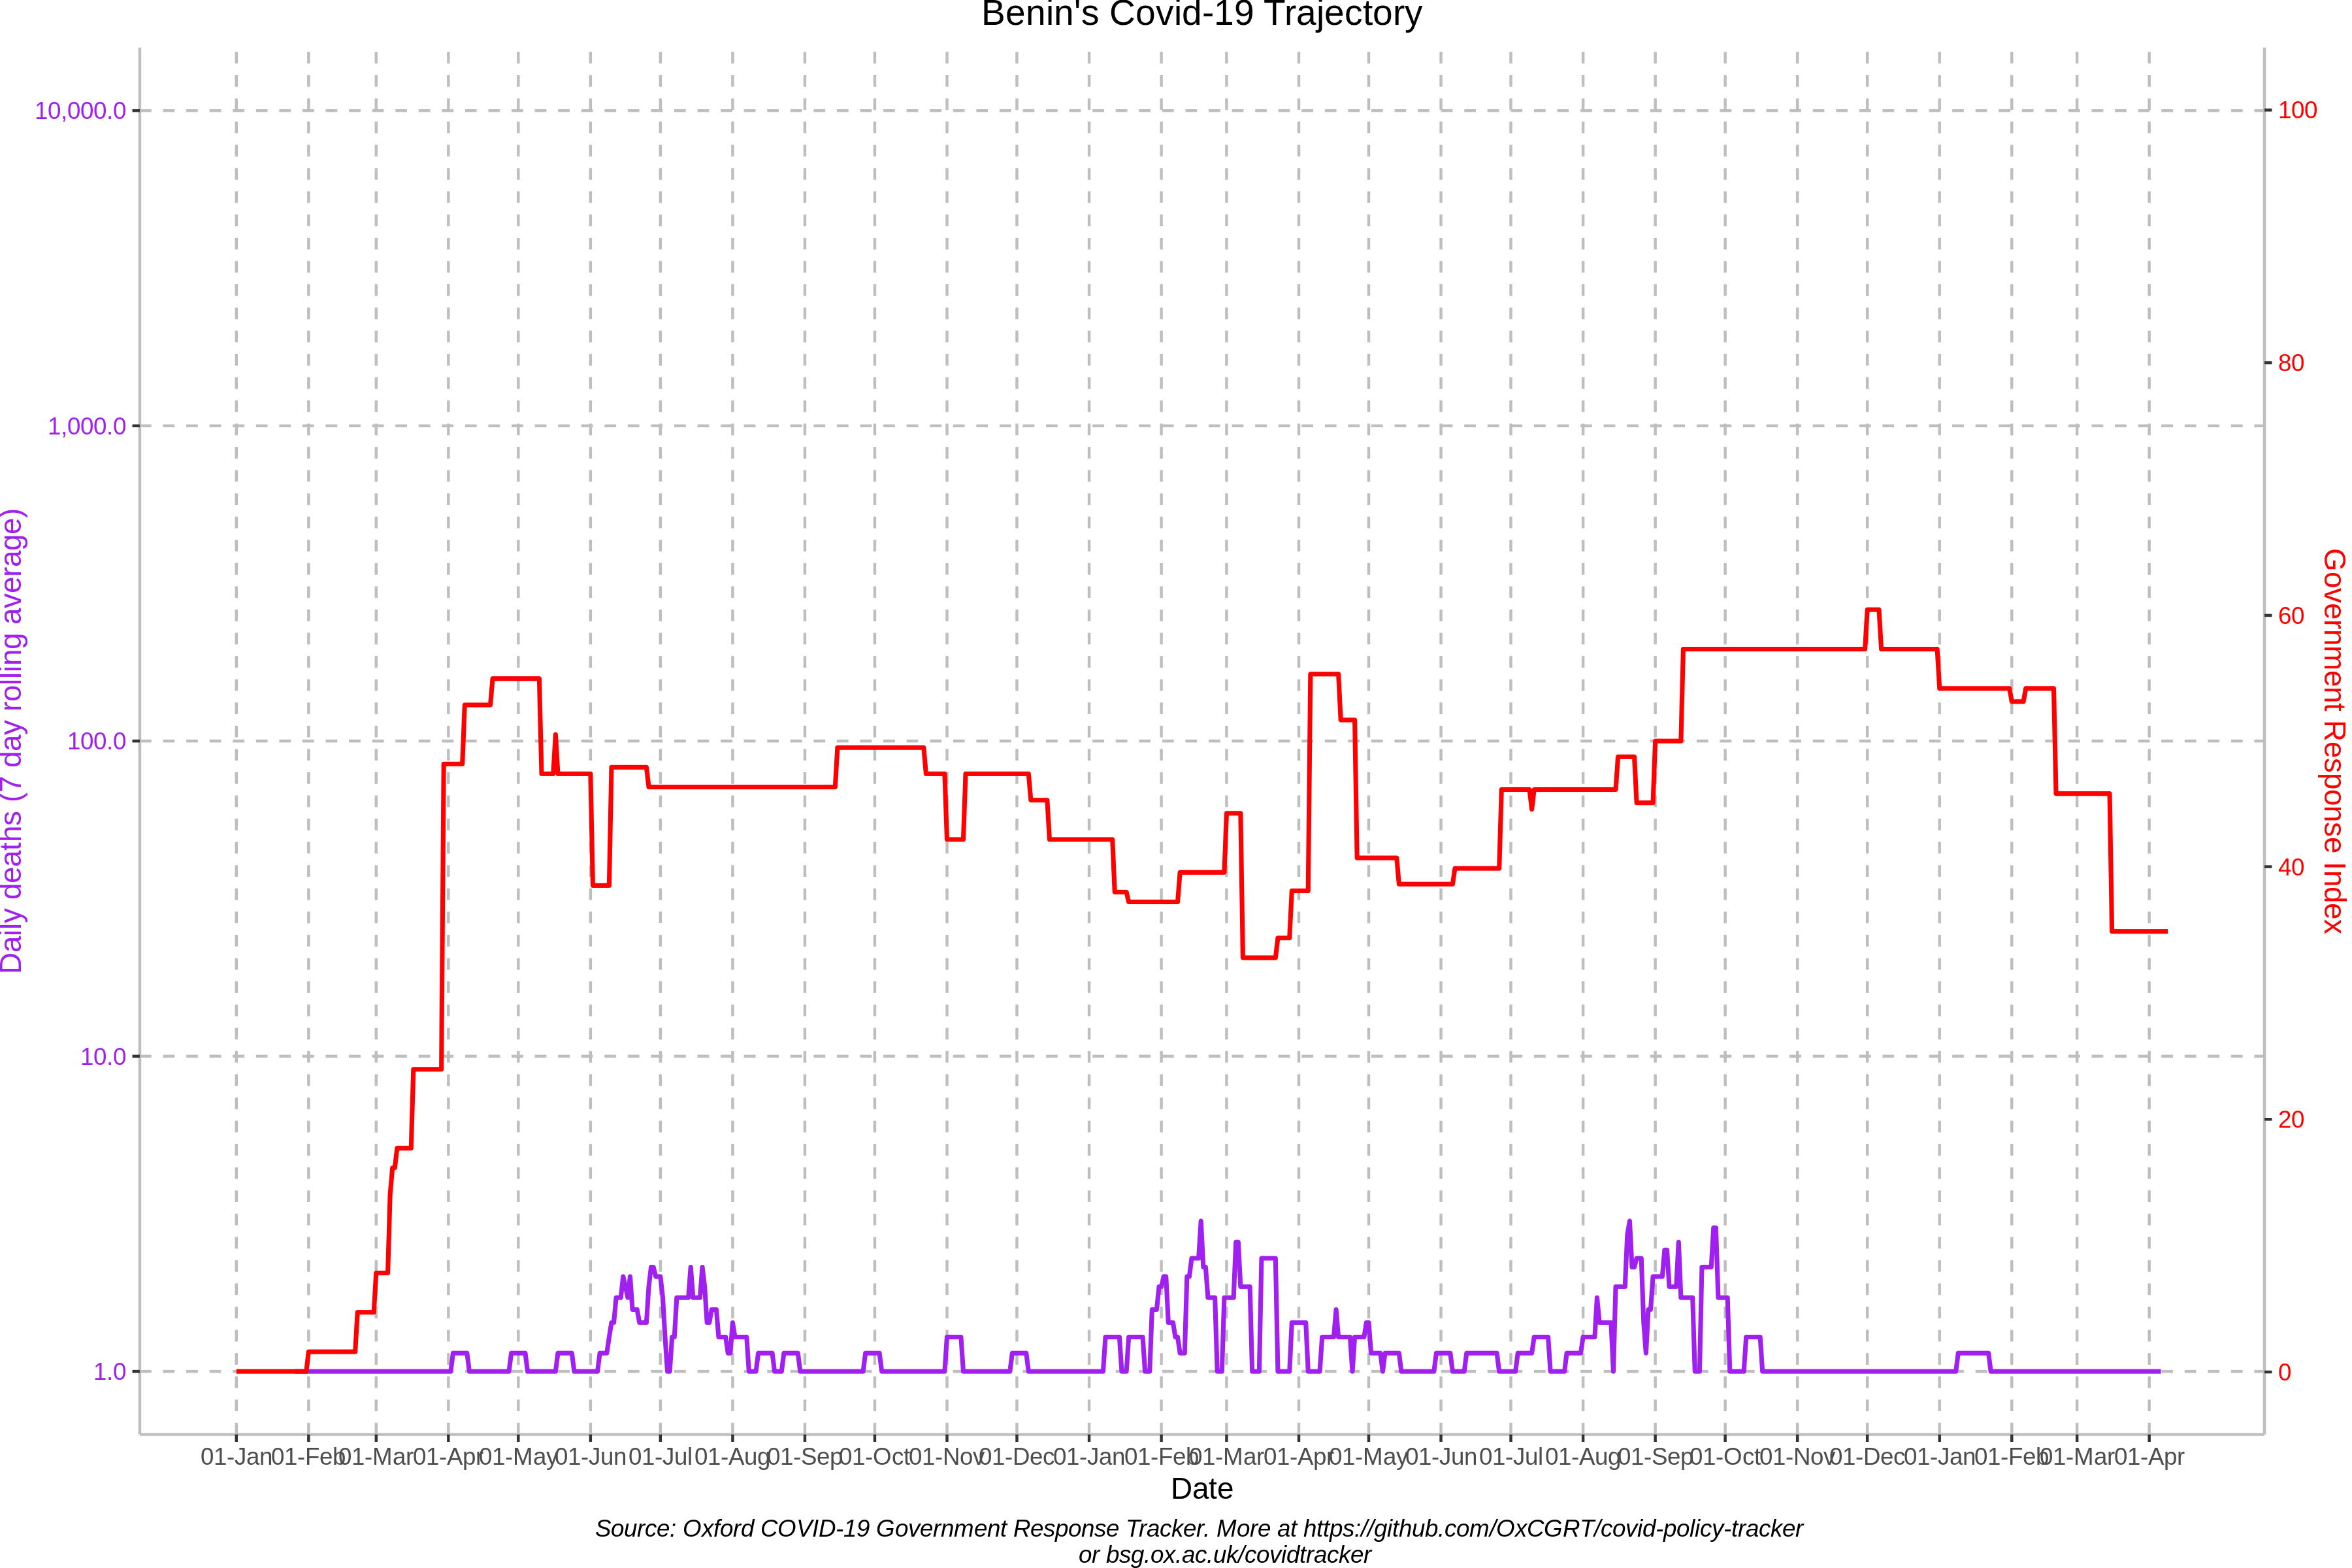 Benin's Covid-19 Trajectory
10,000.0
1,000.0
100.0
10.0
1.0
Daily deaths (7 day rolling average)
100
80
60
40
20
0
Government Response Index
01-Jan 01-Feb 01-Mar 01-Apr 01-May 01-Jun 01-Jul 01-Aug 01-Sep 01-Oct 01-Nov 01-Dec 01-Jan 01-Feb 01-Mar 01-Apr 01-May 01-Jun 01-Jul 01-Aug 01-Sep 01-Oct 01-Nov 01-Dec 01-Jan 01-Feb 01-Mar 01-Apr
Date
Source: Oxford COVID-19 Government Response Tracker. More at https://github.com/OxCGRT/covid-policy-tracker
or bsg.ox.ac.uk/covidtracker